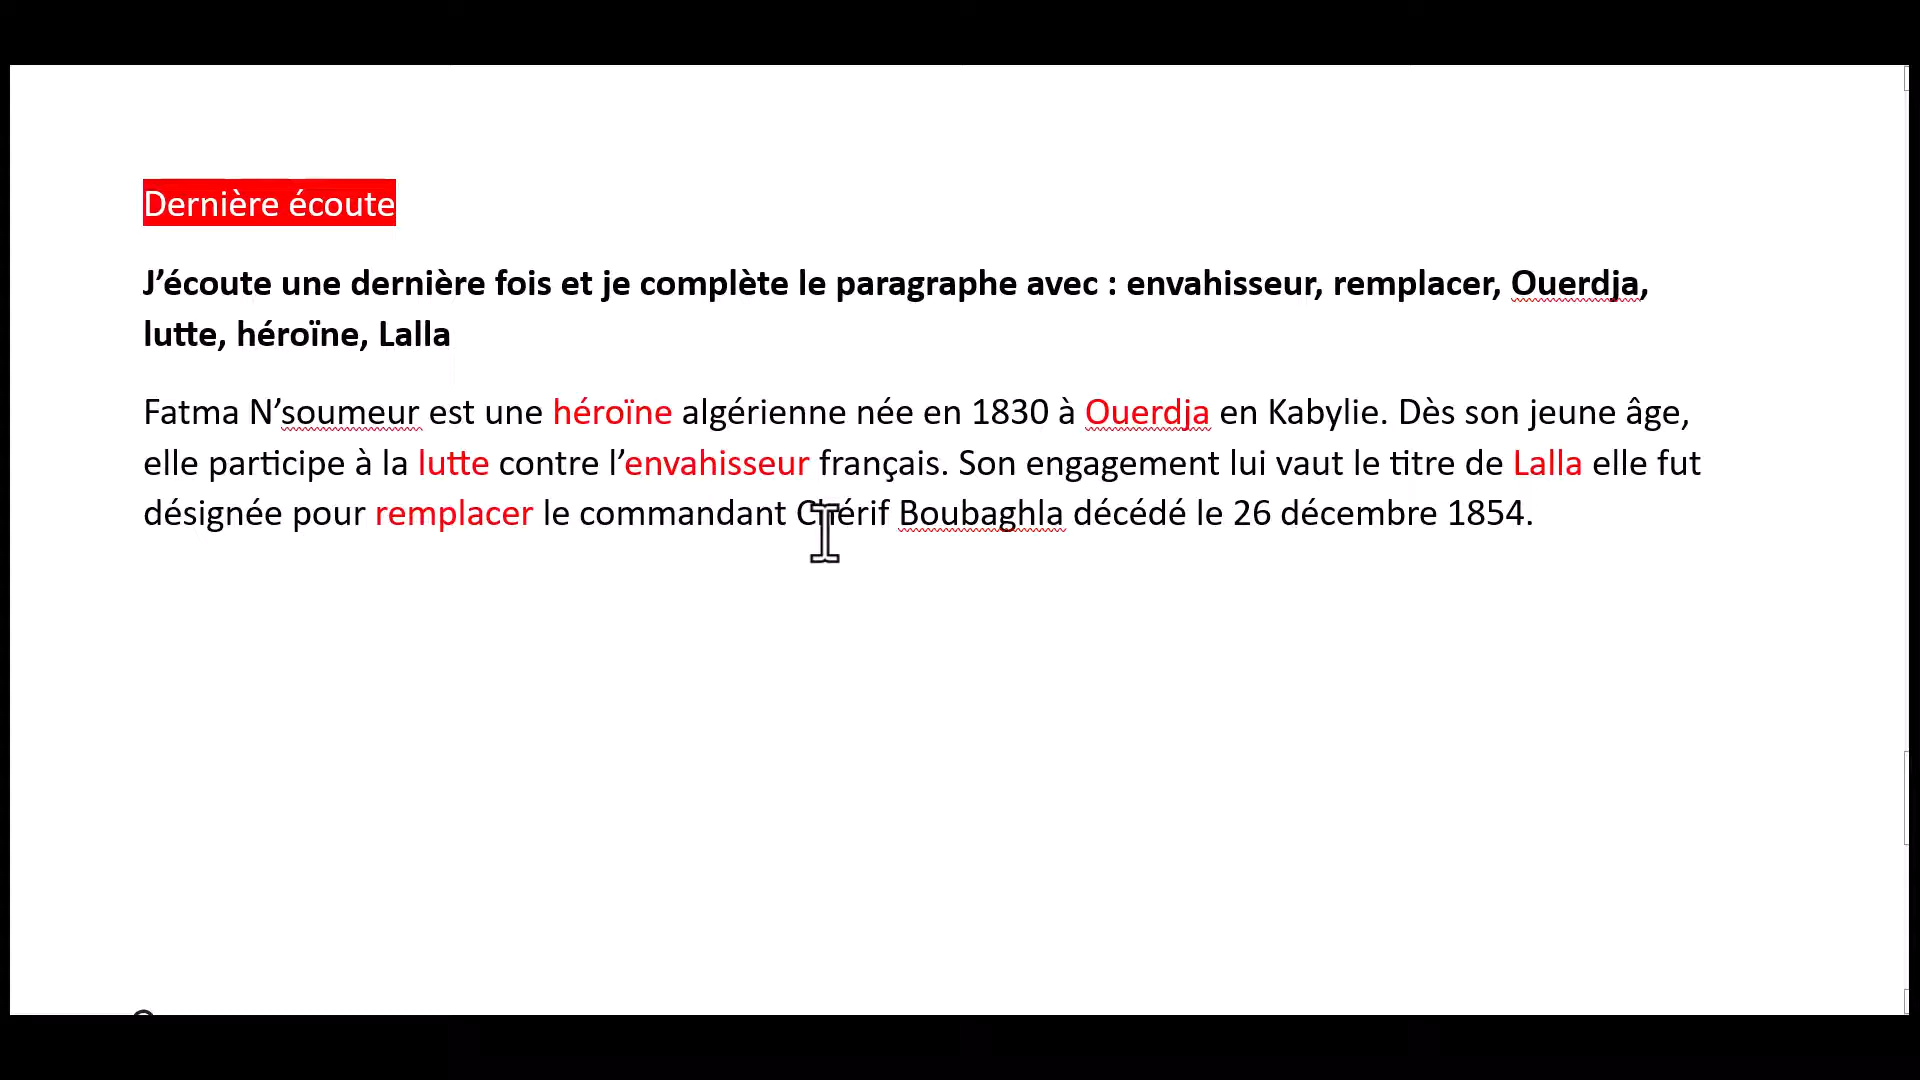 Dernière écoute
J’écoute une dernière fois et je complète le paragraphe avec : envahisseur, remplacer, Ouerdja,
lutte, héroïne, Lalla
Fatma N’soumeur est une héroïne algérienne née en 1830 à Ouerdja en Kabylie. Dès son jeune âge,
elle participe à la lutte contre l’envahisseur français. Son engagement lui vaut le titre de Lalla elle fut
désignée pour remplacer le commandant Chérif Boubaghla décédé le 26 décembre 1854.